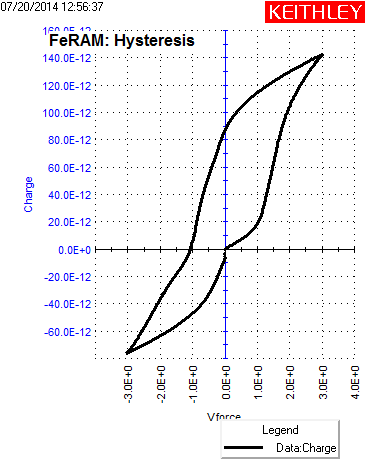 07/20/2014 12:56:37
KEITHLEY
FeRAM: Hysteresis
160.0E-12
140.0E-12
120.0E-12
100.0E-12
80.0E-12
60.0E-12
40.0E-12
20.0E-12
0.0E+0
-20.0E-12
-40.0E-12
-60.0E-12
Charge
-3.0E+0
-2.0E+0
-1.0E+0
0.0E+0
1.0E+0
2.0E+0
3.0E+0
4.0E+0
Vforce
Legend
Data:Charge